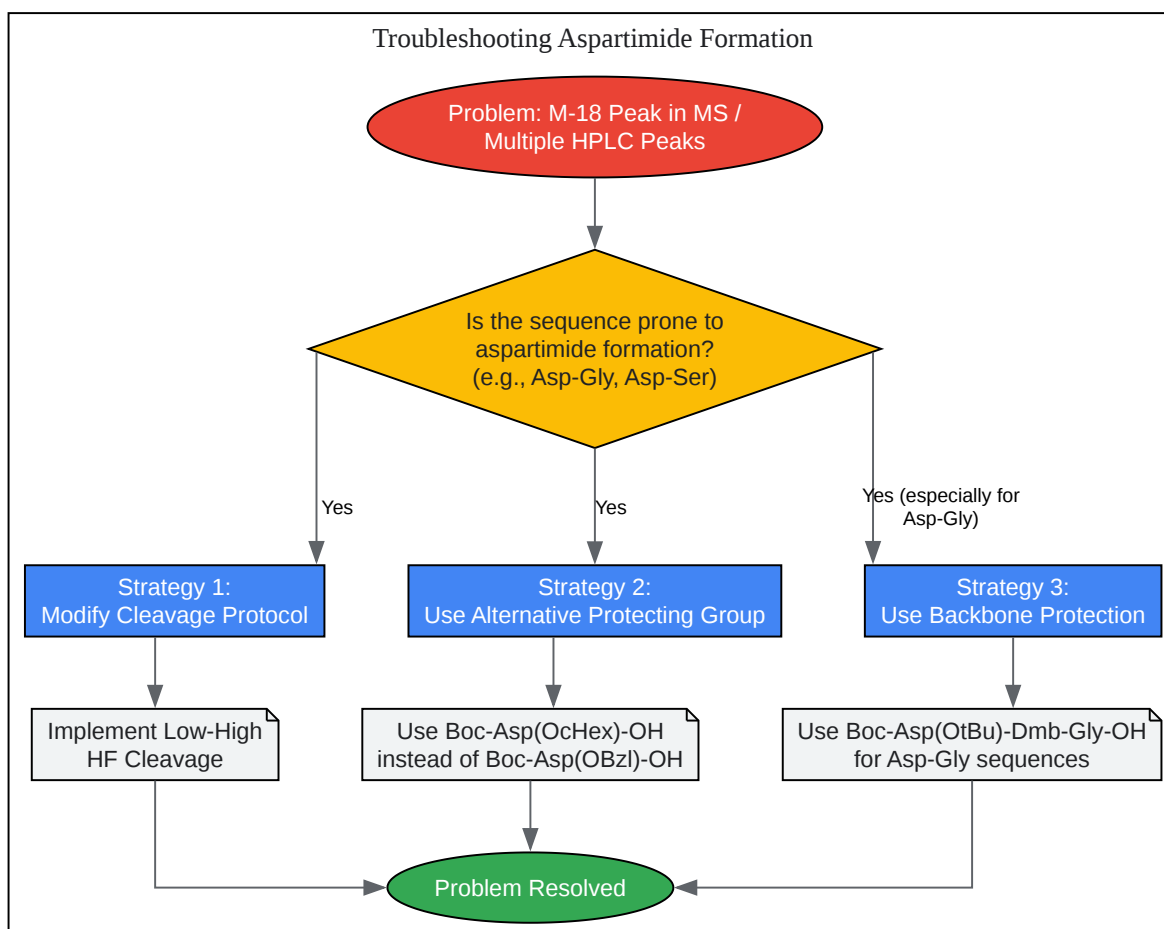 Troubleshooting Aspartimide Formation
Problem: M-18 Peak in MS /
Multiple HPLC Peaks
Is the sequence prone to
aspartimide formation?
(e.g., Asp-Gly, Asp-Ser)
Yes
Yes
Yes (especially for
Asp-Gly)
Strategy 1:
Modify Cleavage Protocol
Strategy 2:
Use Alternative Protecting Group
Strategy 3:
Use Backbone Protection
Implement Low-High
HF Cleavage
Use Boc-Asp(OcHex)-OH
instead of Boc-Asp(OBzl)-OH
Use Boc-Asp(OtBu)-Dmb-Gly-OH
for Asp-Gly sequences
Problem Resolved